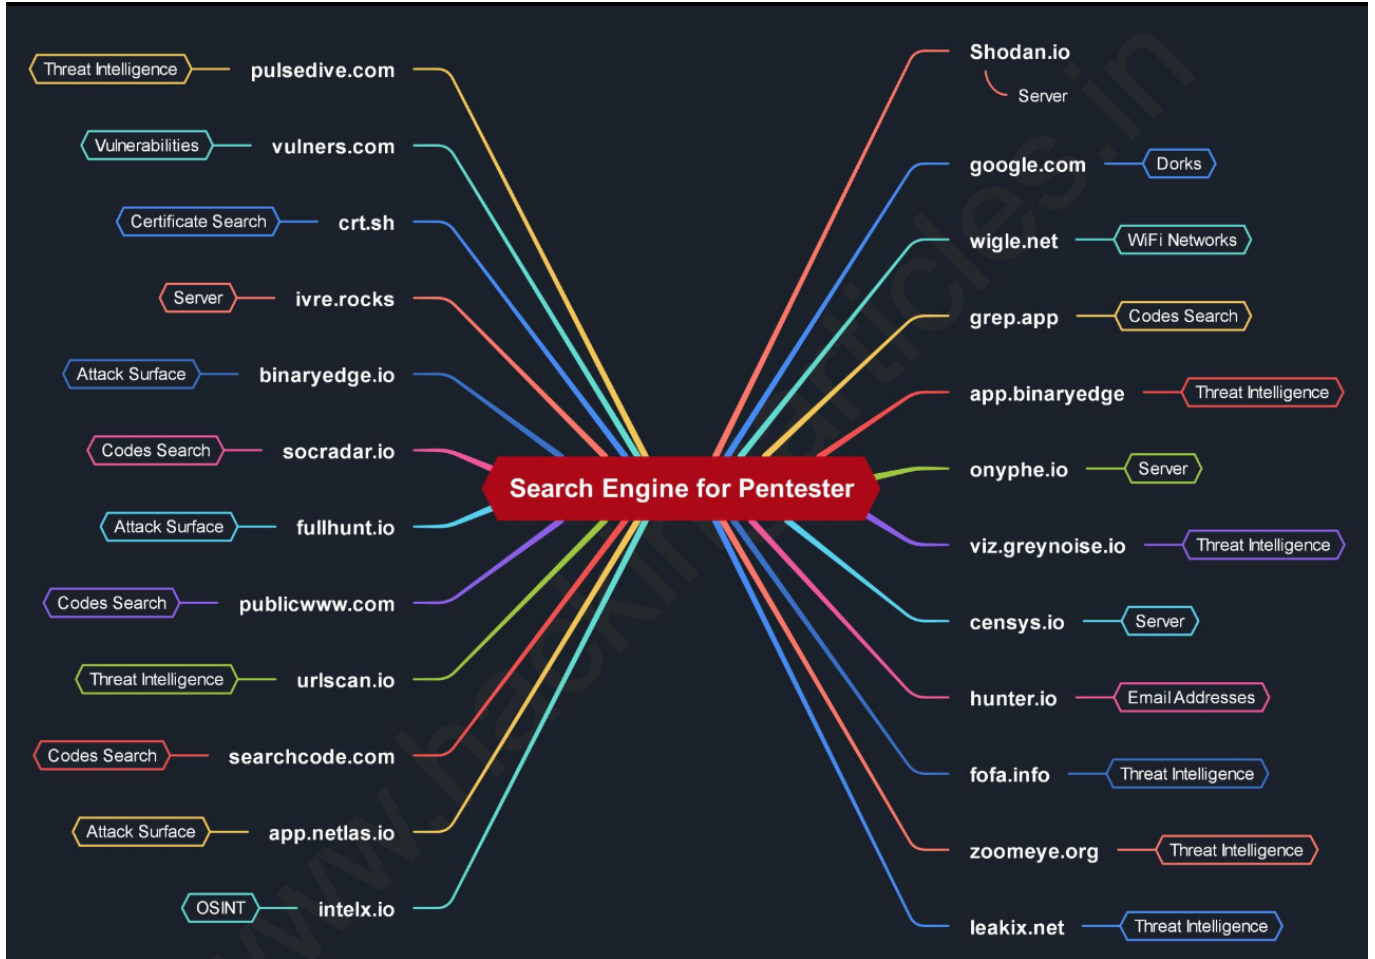 Threat Intelligence
pulsedive.com
Vulnerabilities
vulners.com
Certificate Search
crt.sh
Server
ivre.rocks
Attack Surface
binaryedge.io
Codes Search
socradar.io
Attack Surface
fullhunt.io
Codes Search
publicwww.com
Threat Intelligence
urlscan.io
Codes Search
searchcode.com
Attack Surface
app.netlas.io
OSINT
intelx.io
Search Engine for Pentester
Shodan.io
Server
google.com
Dorks
wigle.net
WiFi Networks
grep.app
Codes Search
app.binaryedge
Threat Intelligence
onyphe.io
Server
viz.greynoise.io
Threat Intelligence
censys.io
Server
hunter.io
Email Addresses
fofa.info
Threat Intelligence
zoomeye.org
Threat Intelligence
leakix.net
Threat Intelligence